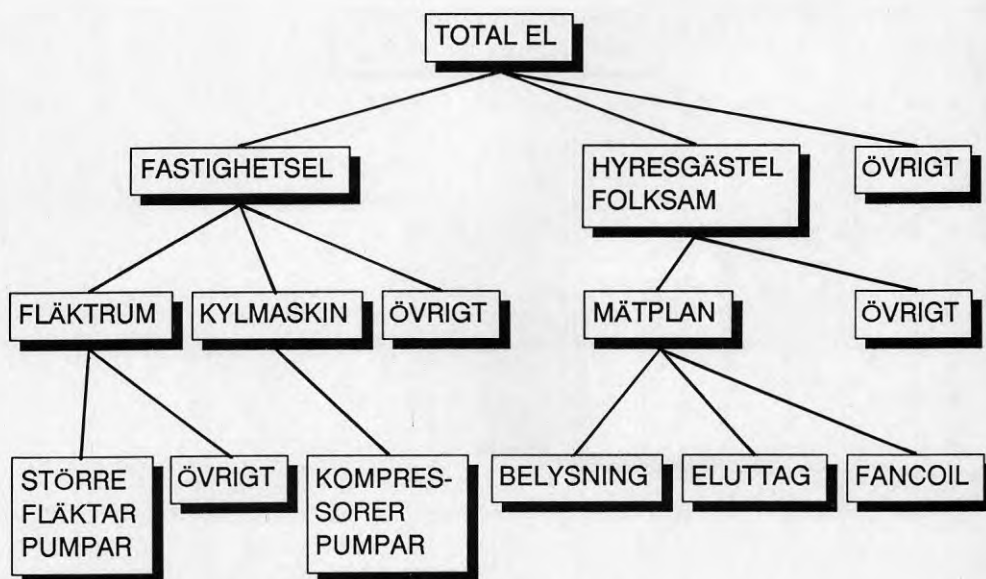 TOTAL EL
FASTIGHETSEL
HYRESGÄSTEL
FOLKSAM
ÖVRIGT
FLÄKTRUM
KYLMASKIN
ÖVRIGT
MÄTPLAN
ÖVRIGT
STÖRRE
FLÄKTAR
PUMPAR
ÖVRIGT
KOMPRES-
SORER
PUMPAR
BELYSNING
ELUTTAG
FANCOIL